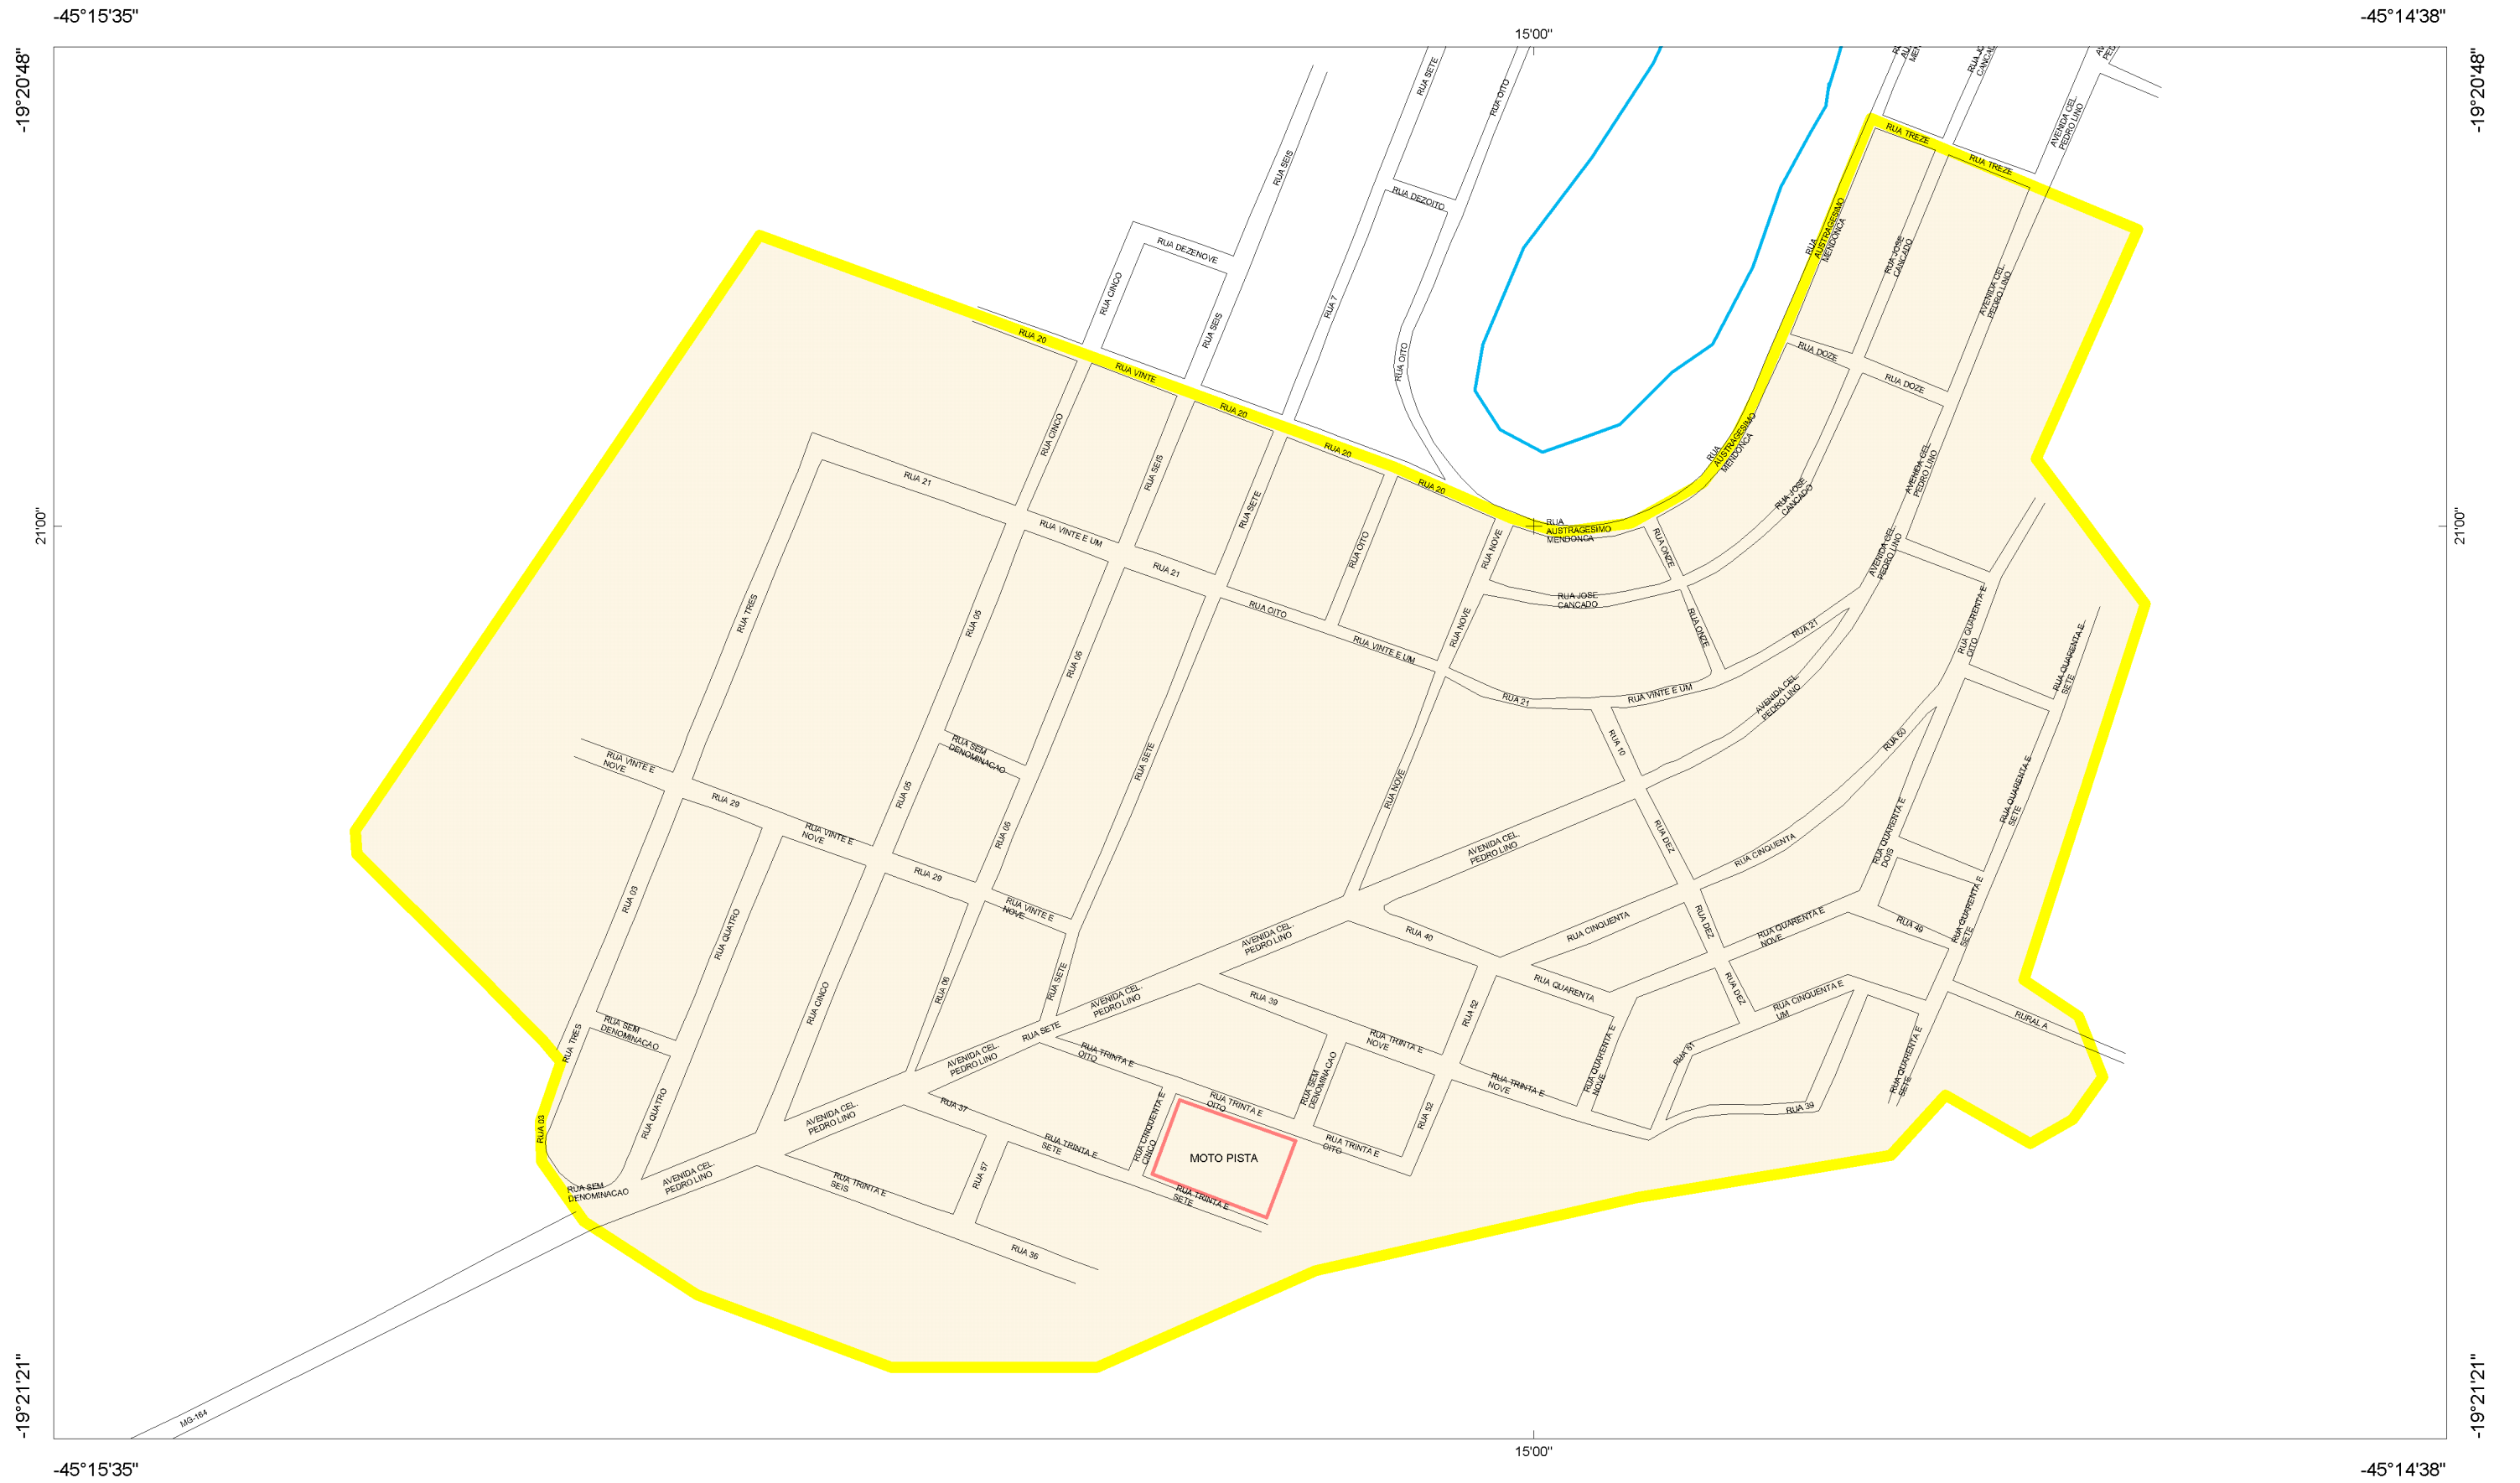 -45°15'35"
-45°14'38"
15'00"
-19°20'48"
-19°20'48"
RUA SETE
RUA OITO
AVENIDA CEL.
PEDRO LINO
RUA TREZE
RUA TREZE
RUA SEIS
RUA DEZOITO
RUA DEZENOVE
RUA
AUSTRAGESIMO
MENDONCA
RUA JOSE
CANCADO
RUA CINCO
RUA 7
AVENIDA CEL.
PEDRO LINO
RUA SEIS
RUA 20
RUA VINTE
RUA OITO
RUA DOZE
RUA DOZE
RUA 20
RUA 20
RUA CINCO
RUA SEIS
RUA 21
RUA 20
RUA
AUSTRAGESIMO
MENDONCA
AVENIDA CEL.
PEDRO LINO
RUA JOSE
CANCADO
RUA SETE
21'00"
21'00"
RUA VINTE E UM
RUA
AUSTRAGESIMO
MENDONCA
RUA OITO
RUA NOVE
RUA ONZE
AVENIDA CEL.
PEDRO LINO
RUA 21
RUA JOSE
CANCADO
RUA OITO
RUA TRES
RUA 05
RUA NOVE
RUA ONZE
RUA 21
RUA QUARENTA E
OITO
RUA VINTE E UM
RUA 06
RUA QUARENTA E
SETE
RUA 21
RUA VINTE E UM
AVENIDA CEL.
PEDRO LINO
RUA SEM
DENOMINACAO
RUA 10
RUA 50
RUA VINTE E
NOVE
RUA SETE
RUA NOVE
RUA QUARENTA E
SETE
RUA 29
RUA 05
RUA VINTE E
NOVE
RUA 06
AVENIDA CEL.
PEDRO LINO
RUA DEZ
RUA CINQUENTA
RUA QUARENTA E
DOIS
RUA 29
RUA 03
RUA VINTE E
NOVE
RUA QUATRO
AVENIDA CEL.
PEDRO LINO
RUA 40
RUA CINQUENTA
RUA DEZ
RUA QUARENTA E
NOVE
RUA 49
RUA QUARENTA E
SETE
RUA CINCO
RUA 06
RUA SETE
AVENIDA CEL.
PEDRO LINO
RUA 39
RUA QUARENTA
RUA 52
RUA DEZ
RUA CINQUENTA E
UM
RURAL A
RUA SEM
DENOMINACAO
RUA TRES
RUA SETE
RUA TRINTA E
NOVE
AVENIDA CEL.
PEDRO LINO
RUA TRINTA E
OITO
RUA SEM
DENOMINACAO
RUA TRINTA E
NOVE
RUA QUARENTA E
NOVE
RUA 51
RUA QUARENTA E
SETE
RUA QUATRO
RUA 03
AVENIDA CEL.
PEDRO LINO
RUA 37
RUA TRINTA E
OITO
RUA 52
RUA 39
RUA TRINTA E
SETE
RUA CINQUENTA E
CINCO
RUA TRINTA E
OITO
MOTO PISTA
RUA SEM
DENOMINACAO
AVENIDA CEL.
PEDRO LINO
RUA TRINTA E
SEIS
RUA 57
RUA TRINTA E
SETE
RUA 36
MG-164
-19°21'21"
-19°21'21"
15'00"
-45°15'35"
-45°14'38"